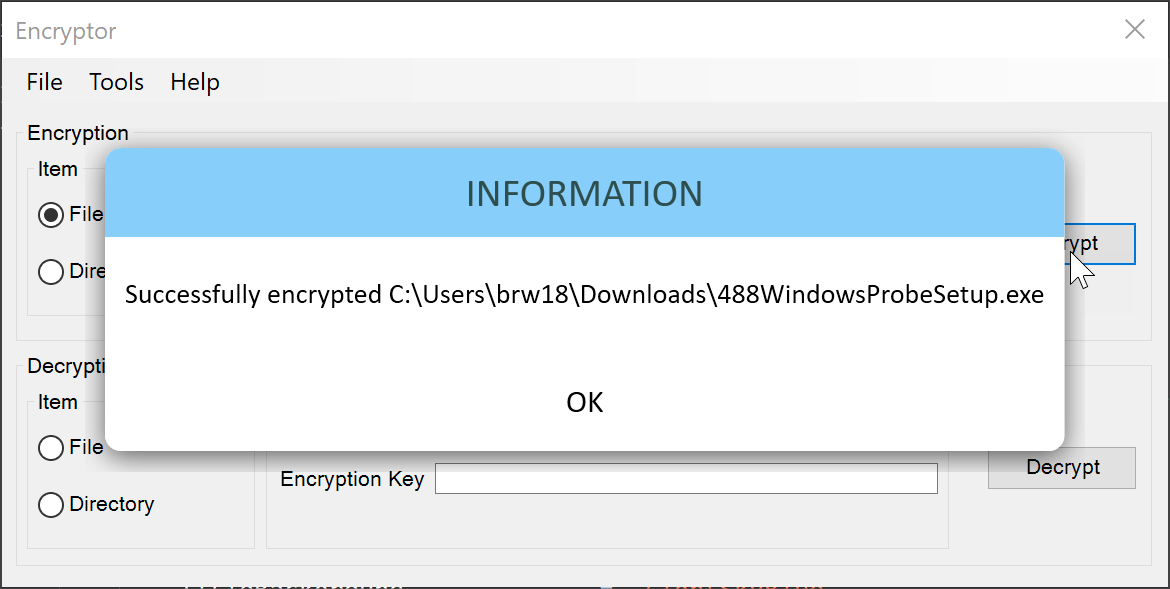 Encryptor
File Tools Help
Encryption
Item
INFORMATION
File
rypt
Dire
Successfully encrypted C:\Users\brw18\Downloads\488WindowsProbeSetup.exe
Decrypti
Item
OK
File
Encryption Key
Decrypt
Directory